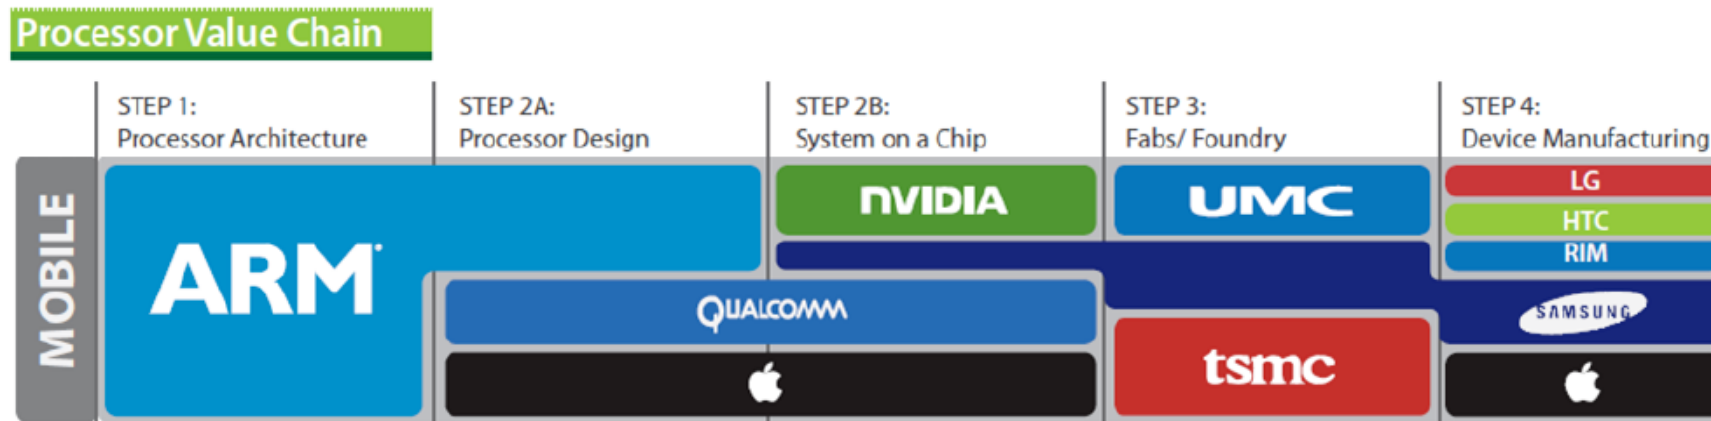 Processor Value Chain
STEP 1:
Processor Architecture
STEP 2A:
Processor Design
STEP 2B:
System on a Chip
STEP 3:
Fabs/ Foundry
STEP 4:
Device Manufacturing
MOBILE
ARM
QUALCOMM
NVIDIA
UMC
tsmc
LG
HTC
RIM
SAMSUNG